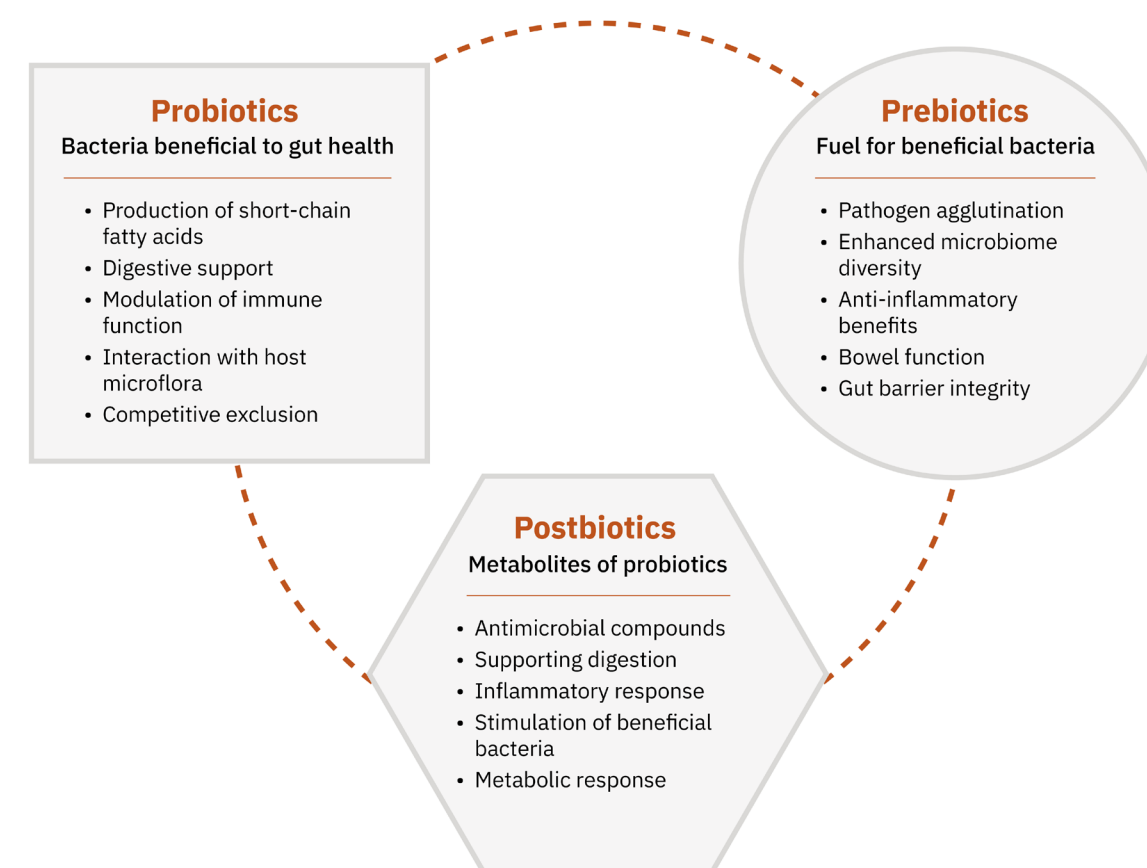 Probiotics
Bacteria beneficial to gut health
• Production of short-chain
fatty acids
• Digestive support
• Modulation of immune
function
• Interaction with host
microflora
• Competitive exclusion
Prebiotics
Fuel for beneficial bacteria
• Pathogen agglutination
• Enhanced microbiome
diversity
• Anti-inflammatory
benefits
• Bowel function
• Gut barrier integrity
Postbiotics
Metabolites of probiotics
• Antimicrobial compounds
• Supporting digestion
• Inflammatory response
• Stimulation of beneficial
bacteria
• Metabolic response